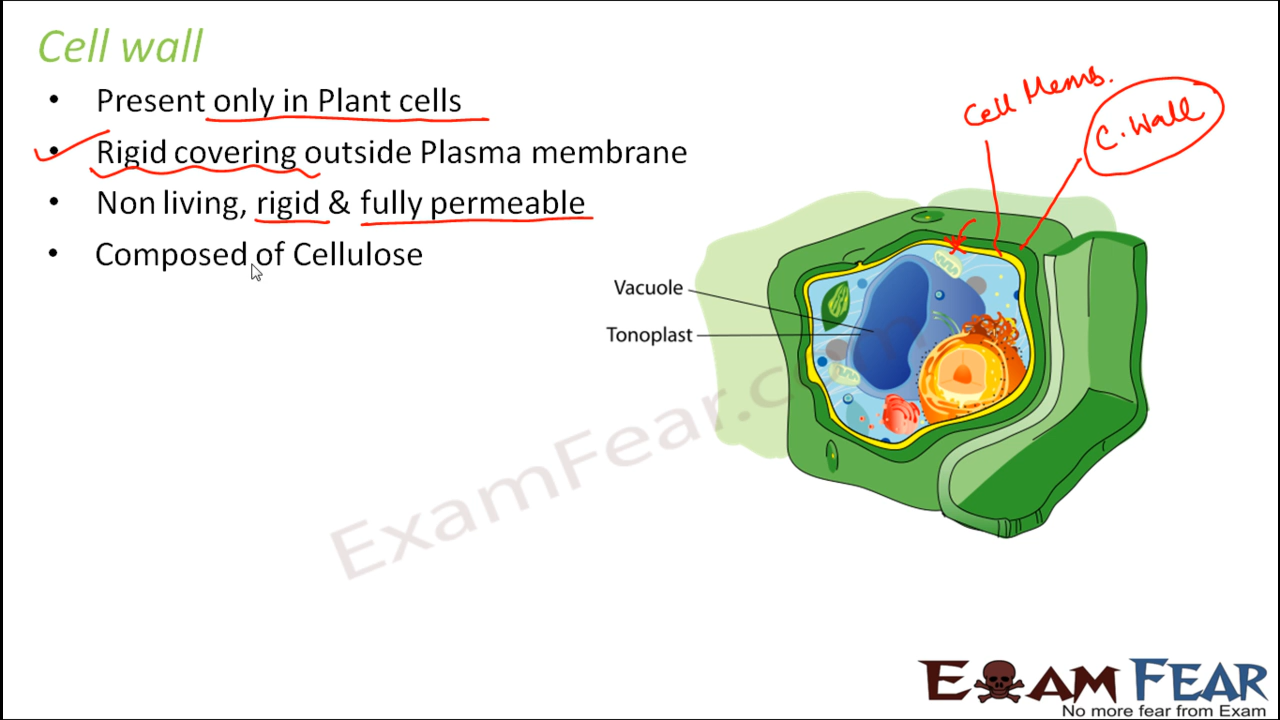 Cell wall
• Present only in Plant cells
• Rigid covering outside Plasma membrane
• Non living, rigid & fully permeable
• Composed of Cellulose
Cell Memb.
C. Wall
Vacuole
Tonoplast
ExamFear.com
EXAM FEAR
No more fear from Exam